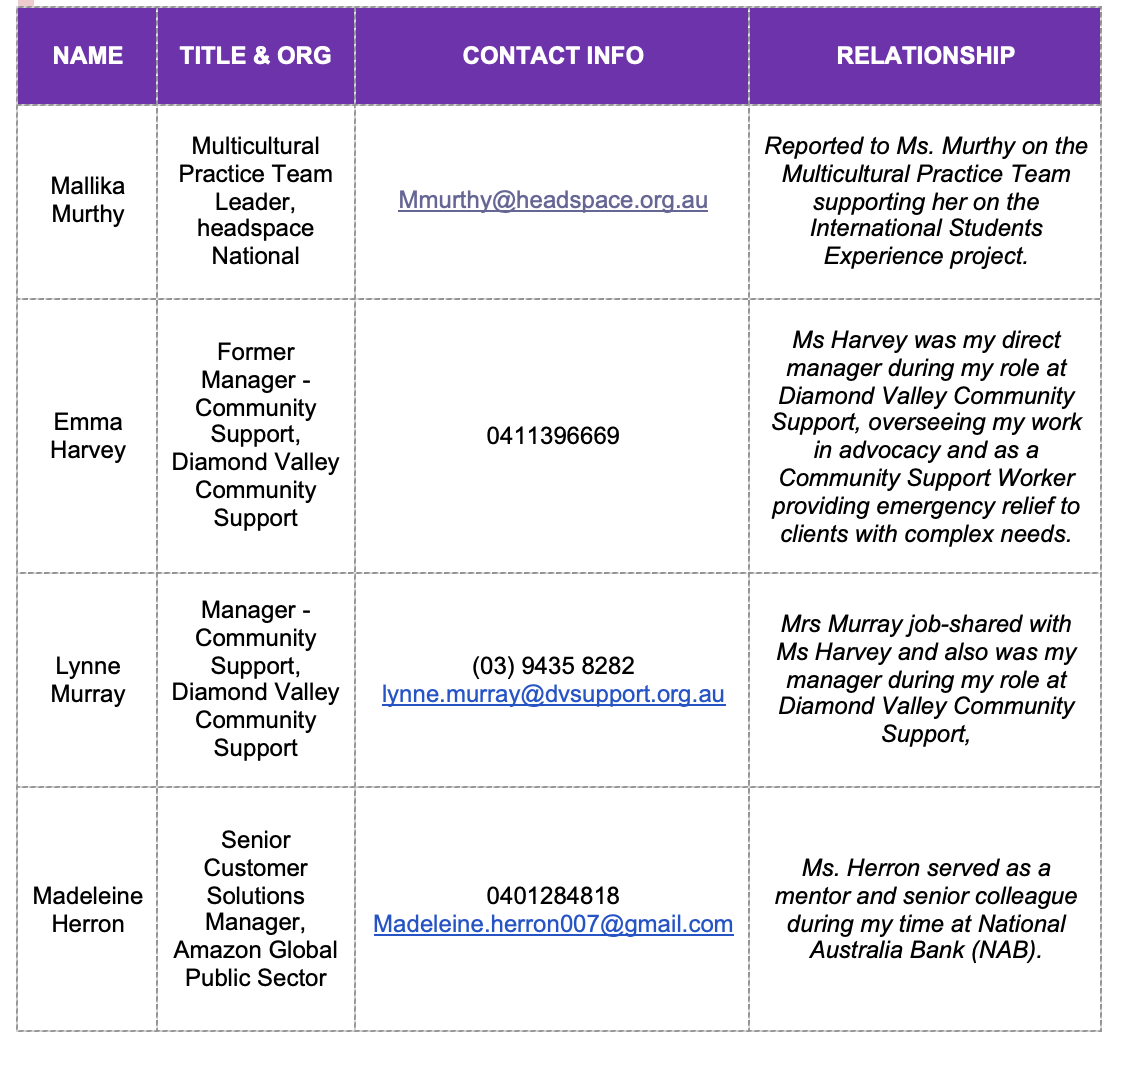 NAME TITLE & ORG CONTACT INFO RELATIONSHIP
Mallika
Murthy
Multicultural
Practice Team
Leader,
headspace
National
Mmurthy@headspace.org.au
Reported to Ms. Murthy on the
Multicultural Practice Team
supporting her on the
International Students
Experience project.
Emma
Harvey
Former
Manager -
Community
Support,
Diamond Valley
Community
Support
0411396669
Ms Harvey was my direct
manager during my role at
Diamond Valley Community
Support, overseeing my work
in advocacy and as a
Community Support Worker
providing emergency relief to
clients with complex needs.
Lynne
Murray
Manager -
Community
Support,
Diamond Valley
Community
Support
(03) 9435 8282
lynne.murray@dvsupport.org.au
Mrs Murray job-shared with
Ms Harvey and also was my
manager during my role at
Diamond Valley Community
Support,
Madeleine
Herron
Senior
Customer
Solutions
Manager,
Amazon Global
Public Sector
0401284818
Madeleine.herron007@gmail.com
Ms. Herron served as a
mentor and senior colleague
during my time at National
Australia Bank (NAB).